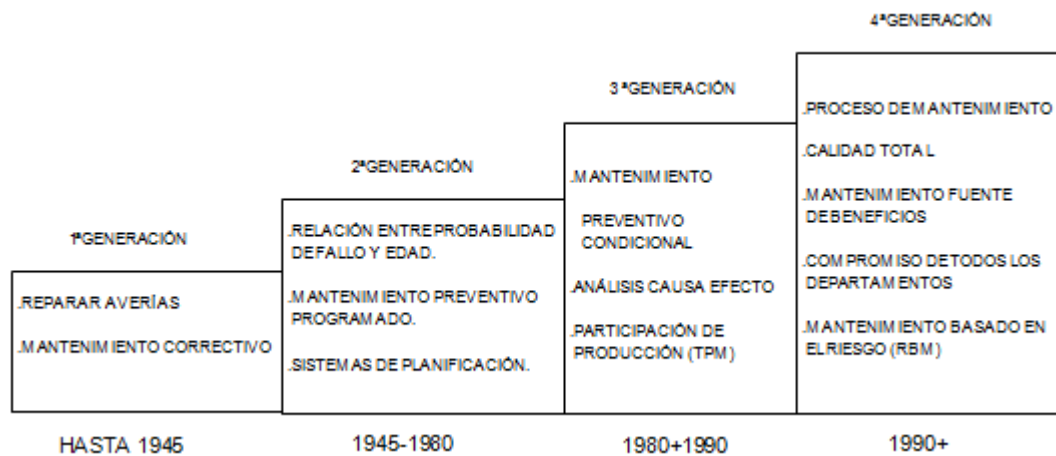 1ªGENERACIÓN
.REPARAR AVERÍAS
.MANTENIMIENTO CORRECTIVO
HASTA 1945
2ªGENERACIÓN
.RELACIÓN ENTRE PROBABILIDAD
DE FALLO Y EDAD.
.MANTENIMIENTO PREVENTIVO
PROGRAMADO.
.SISTEMAS DE PLANIFICACIÓN.
1945-1980
3ªGENERACIÓN
.MANTENIMIENTO
PREVENTIVO
CONDICIONAL
.ANÁLISIS CAUSA EFECTO
.PARTICIPACIÓN DE
PRODUCCIÓN (TPM)
1980+1990
4ªGENERACIÓN
.PROCESO DE MANTENIMIENTO
.CALIDAD TOTAL
.MANTENIMIENTO FUENTE
DE BENEFICIOS
.COMPROMISO DE TODOS LOS
DEPARTAMENTOS
.MANTENIMIENTO BASADO EN
EL RIESGO (RBM)
1990+